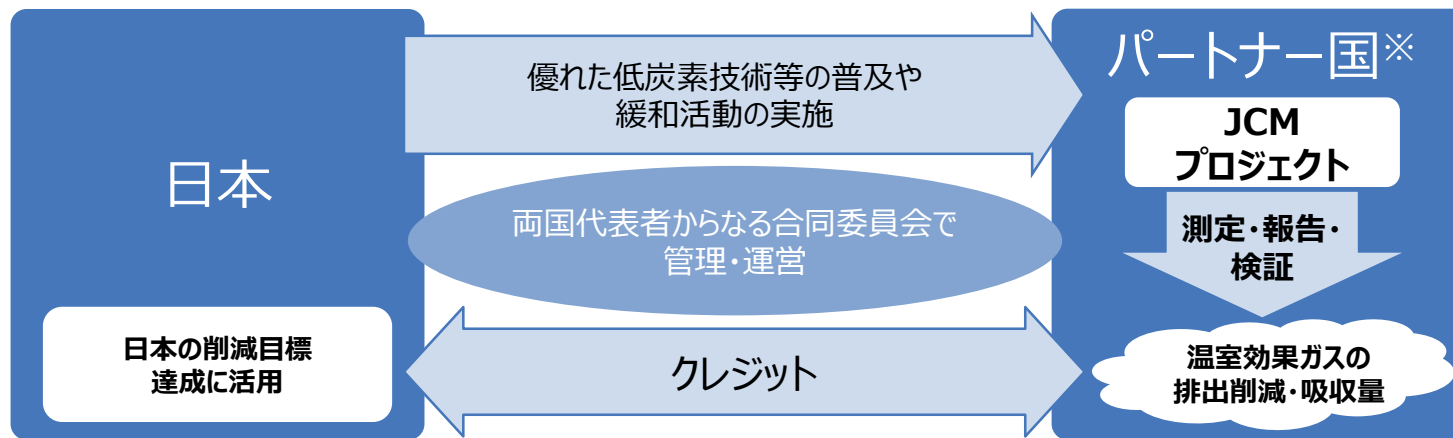 日本
日本の削減目標
達成に活用
優れた低炭素技術等の普及や
緩和活動の実施
両国代表者からなる合同委員会で
管理・運営
クレジット
パートナー国※
JCM
プロジェクト
測定・報告・
検証
温室効果ガスの
排出削減・吸収量